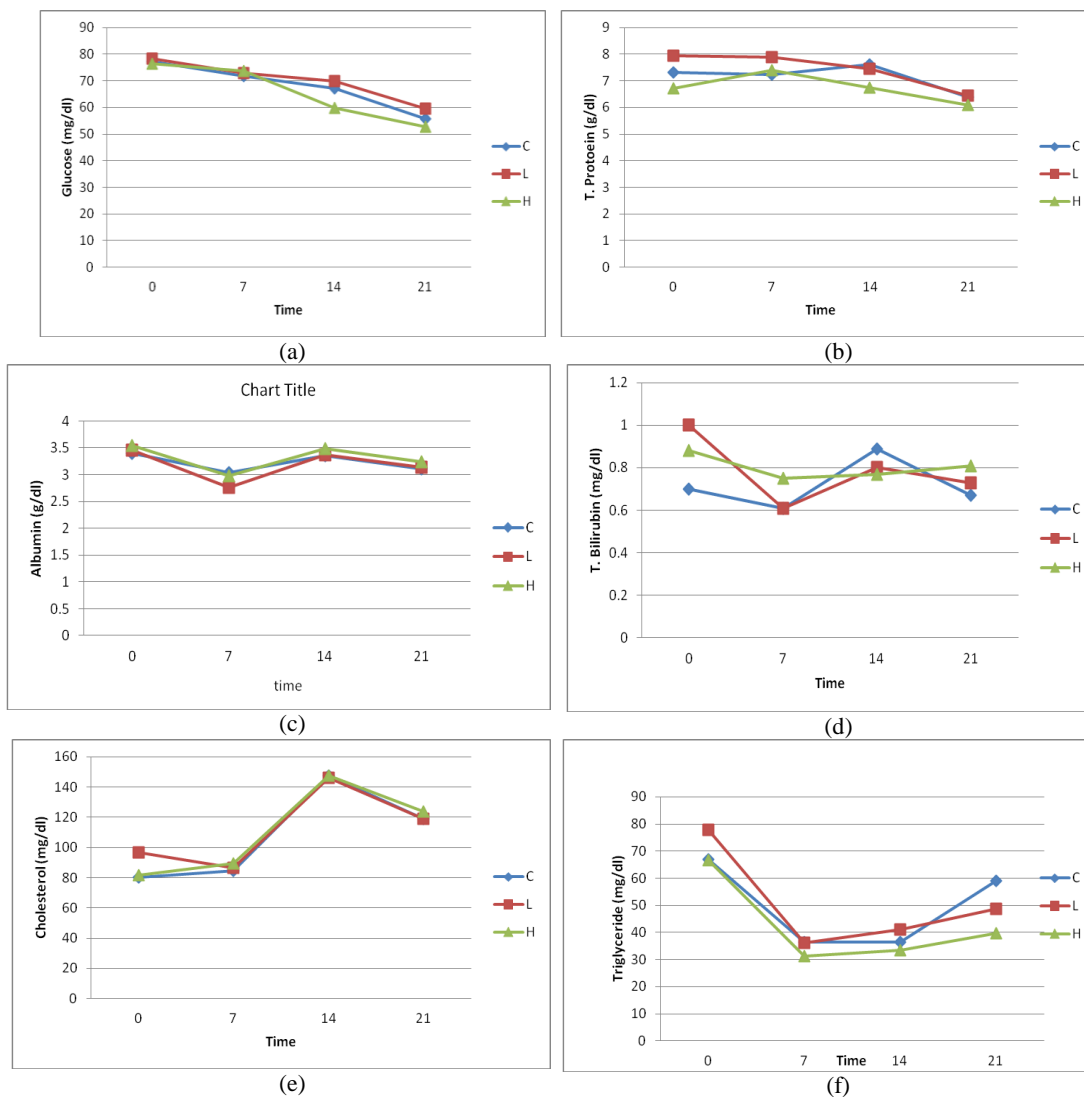 90
80
70
60
50
40
30
20
10
0
Glucose (mg/dl)
0 7 14 21
Time
C
L
H
(a)
9
8
7
6
5
4
3
2
1
0
T. Protoein (g/dl)
0 7 14 21
Time
C
L
H
(b)
Chart Title
4
3.5
3
2.5
2
1.5
1
0.5
0
Albumin (g/dl)
0 7 14 21
time
C
L
H
(c)
1.2
1
0.8
0.6
0.4
0.2
0
T. Bilirubin (mg/dl)
0 7 14 21
Time
C
L
H
(d)
160
140
120
100
80
60
40
20
0
Cholesterol (mg/dl)
0 7 14 21
Time
C
L
H
(e)
90
80
70
60
50
40
30
20
10
0
Triglyceride (mg/dl)
0 7 Time 14 21
C
L
H
(f)